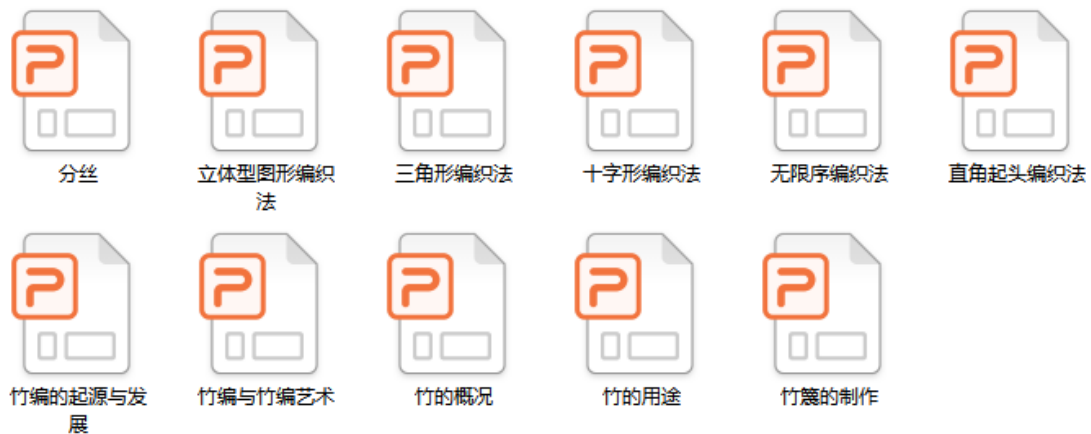 分丝
立体型图形编织
法
三角形编织法
十字形编织法
无限序编织法
直角起头编织法
竹编的起源与发
展
竹编与竹编艺术
竹的概况
竹的用途
竹篾的制作